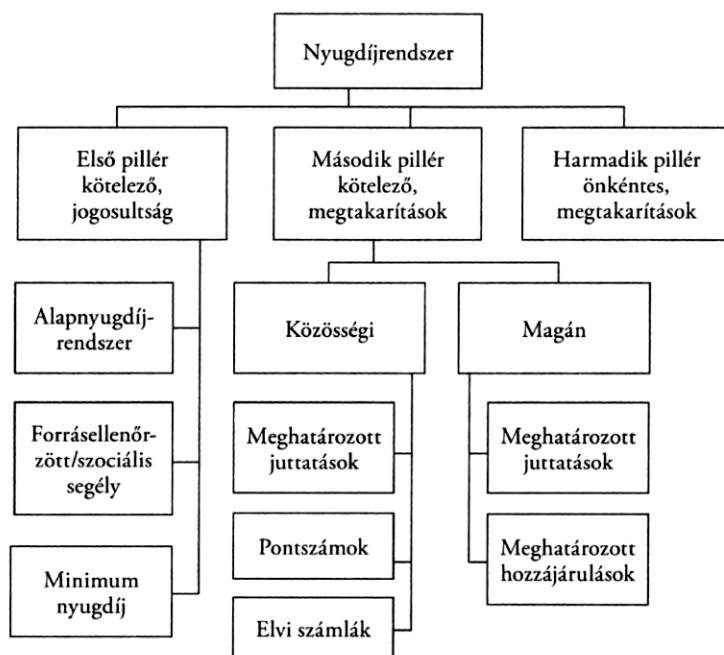 Nyugdíjrendszer
Első pillér
kötelező,
jogosultság
Második pillér
kötelező,
megtakarítások
Harmadik pillér
önkéntes,
megtakarítások
Alapnyugdíj-
rendszer
Forrásellenőr-
zött/szociális
segély
Minimum
nyugdíj
Közösségi
Meghatározott
juttatások
Pontszámok
Elvi számlák
Magán
Meghatározott
juttatások
Meghatározott
hozzájárulások